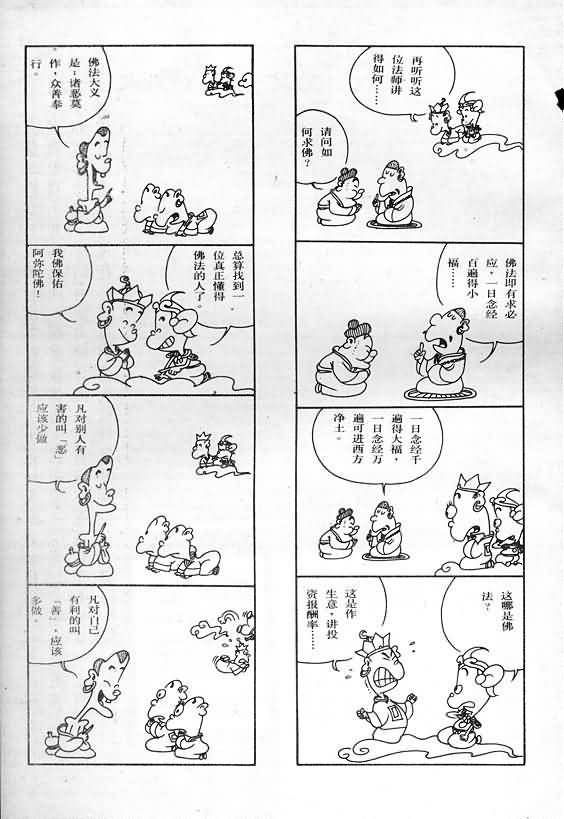 再听听这
位法师讲
得如何……
请问如
何求佛？
佛法即有求必
应，一日念经
百遍得小
福……
一日念经千
遍得大福，
一日念经万
遍可进西方
净土。
这哪是佛
法？
这是作
生意，讲投
资报酬率……
佛法大义
是：诸恶莫
作，众善奉
行。
总算找到一
位真正懂得
佛法的人了。
我佛保佑
阿弥陀佛！
凡对别人有
害的叫「恶」
应该少做
凡对自己
有利的叫
「善」，应该
多做。